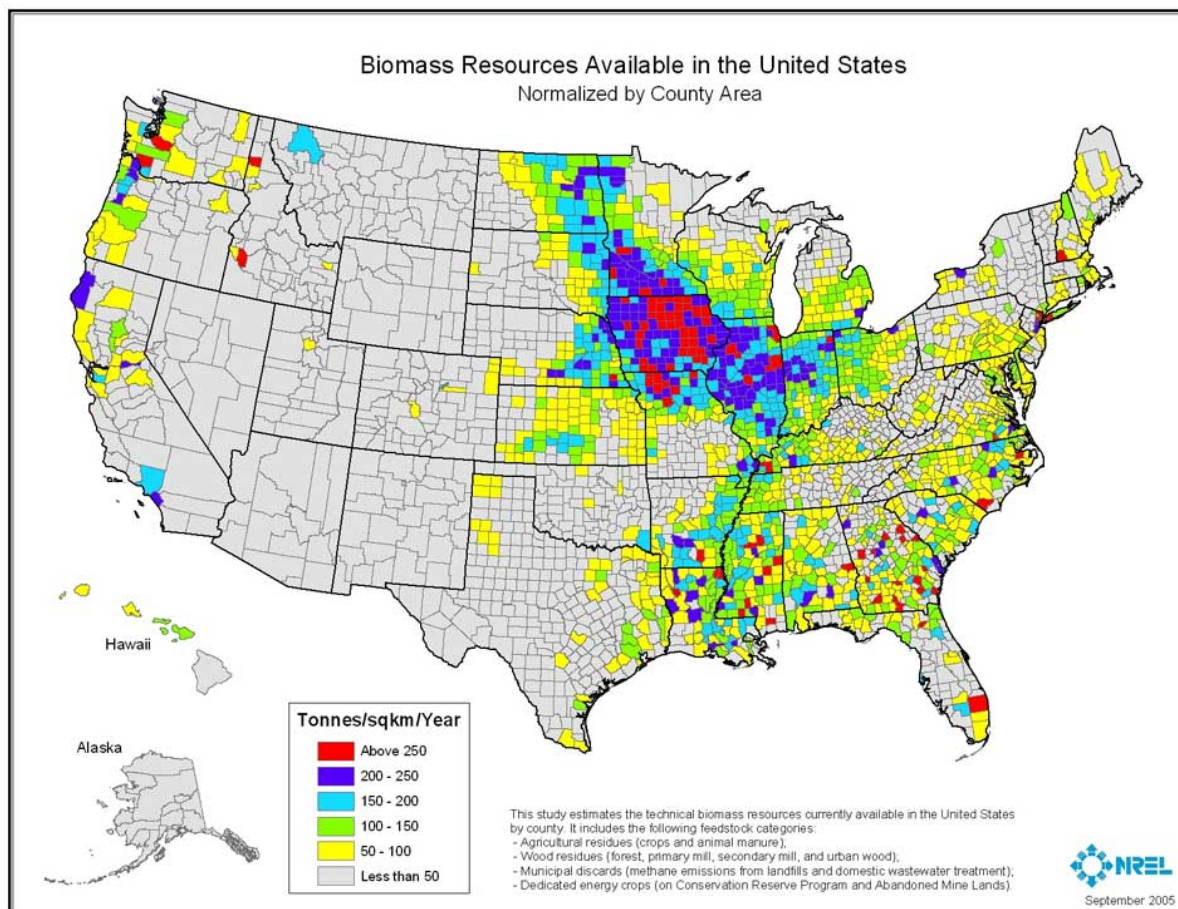 Biomass Resources Available in the United States
Normalized by County Area
Hawaii
Alaska
Tonnes/sqkm/Year
Above 250
200 - 250
150 - 200
100 - 150
50 - 100
Less than 50
This study estimates the technical biomass resources currently available in the United States
by county. It includes the following feedstock categories:
- Agricultural residues (crops and animal manure);
- Wood residues (forest, primary mill, secondary mill, and urban wood);
- Municipal discards (methane emissions from landfills and domestic wastewater treatment);
- Dedicated energy crops (on Conservation Reserve Program and Abandoned Mine Lands).
NREL
September 2005